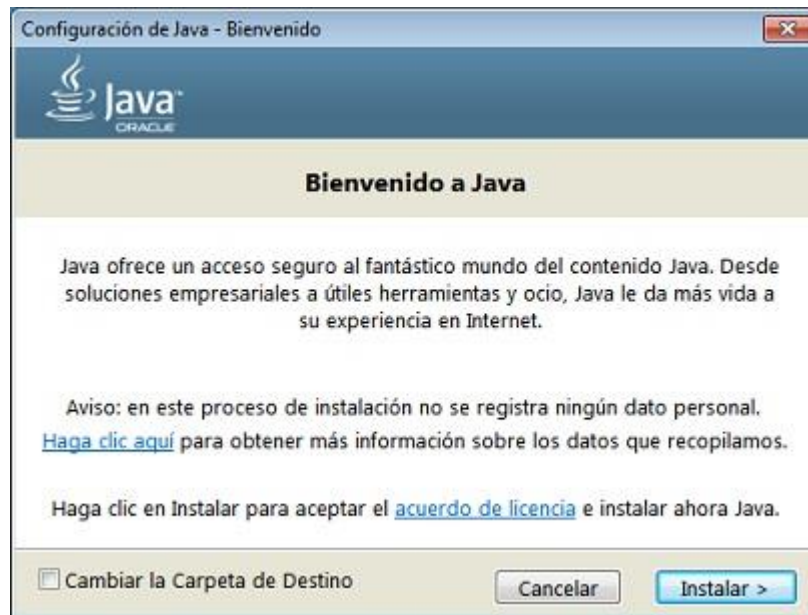 Configuración de Java - Bienvenido
Java™
ORACLE
Bienvenido a Java
Java ofrece un acceso seguro al fantástico mundo del contenido Java. Desde
soluciones empresariales a útiles herramientas y ocio, Java le da más vida a
su experiencia en Internet.
Aviso: en este proceso de instalación no se registra ningún dato personal.
Haga clic aquí para obtener más información sobre los datos que recopilamos.
Haga clic en Instalar para aceptar el acuerdo de licencia e instalar ahora Java.
Cambiar la Carpeta de Destino
Cancelar
Instalar >